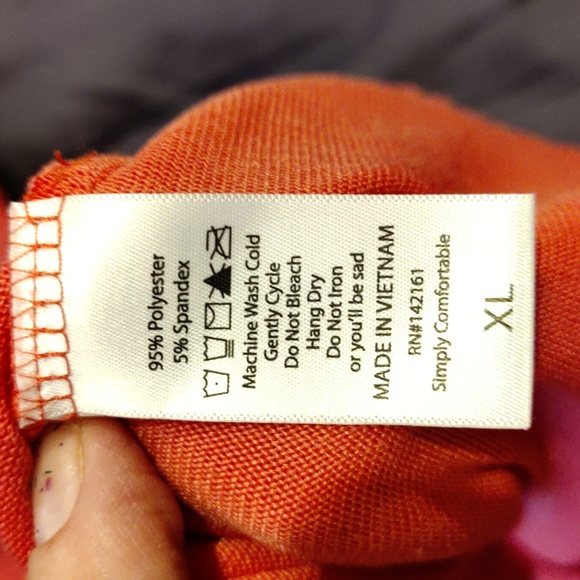 95% Polyester
5% Spandex
Machine Wash Cold
Gently Cycle
Do Not Bleach
Hang Dry
Do Not Iron
or you'll be sad
MADE IN VIETNAM
RN#142161
Simply Comfortable
XL